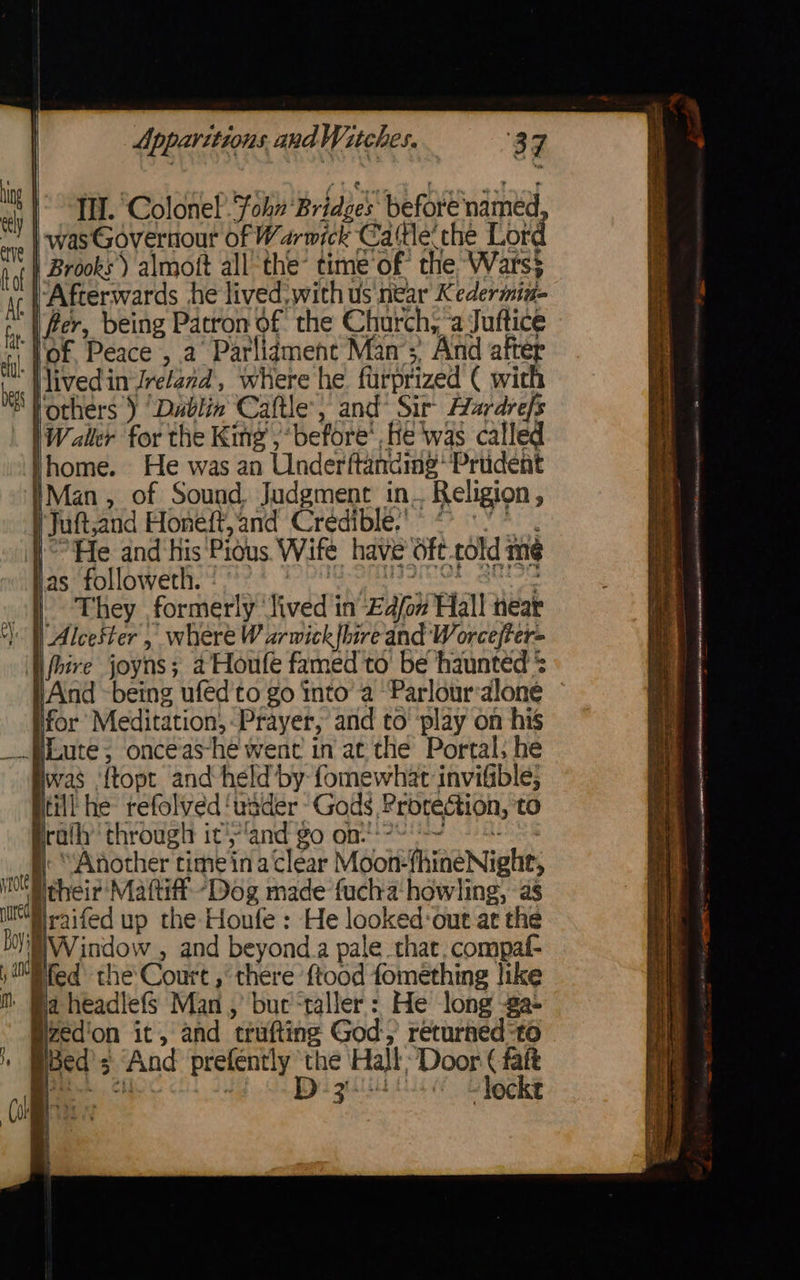 Apparitions and Witches. 37
III. Colonel John Bridges before named,
was Governour of Warwick Caſtle (the Lord
Brooks) almoſt all the time of the Wars;
Afterwards he lived with us near Kedermin-
ſter, being Patron of the Church, a Juſtice
of Peace, a Parliament Man; And after
lived in Ireland, where he ſurprized (with
others) Dublin Caſtle, and Sir Hardreſs
Waller for the King, before he was called
home. He was an Underſtanding Prudent
Man, of Sound Judgment in Religion,
Juſt, and Honeſt, and Credible.
He and his Pious Wife have oft told me
as followeth.
They formerly lived in Edſon Hall near
Alceſter, where Warwickſhire and Worceſter-
ſhire joyns; a Houſe famed to be haunted:
And being uſed to go into a Parlour alone
for Meditation, Prayer, and to play on his
Lute; once as he went in at the Portal, he
was ſtopt and held by ſomewhat inviſible,
till he reſolved under Gods Protection, to
ruſh through it, and go on.
Another time in a clear Moon-ſhine Night,
their Maſtiff Dog made ſuch a howling, as
raiſed up the Houſe: He looked out at the
Window, and beyond a pale that compaſ-
ſed the Court, there ſtood ſomething like
a headleſs Man, but taller: He long ga-
zed on it, and truſting God, returned to
Bed; And preſently the Hall Door (faſt
D 3 lockt